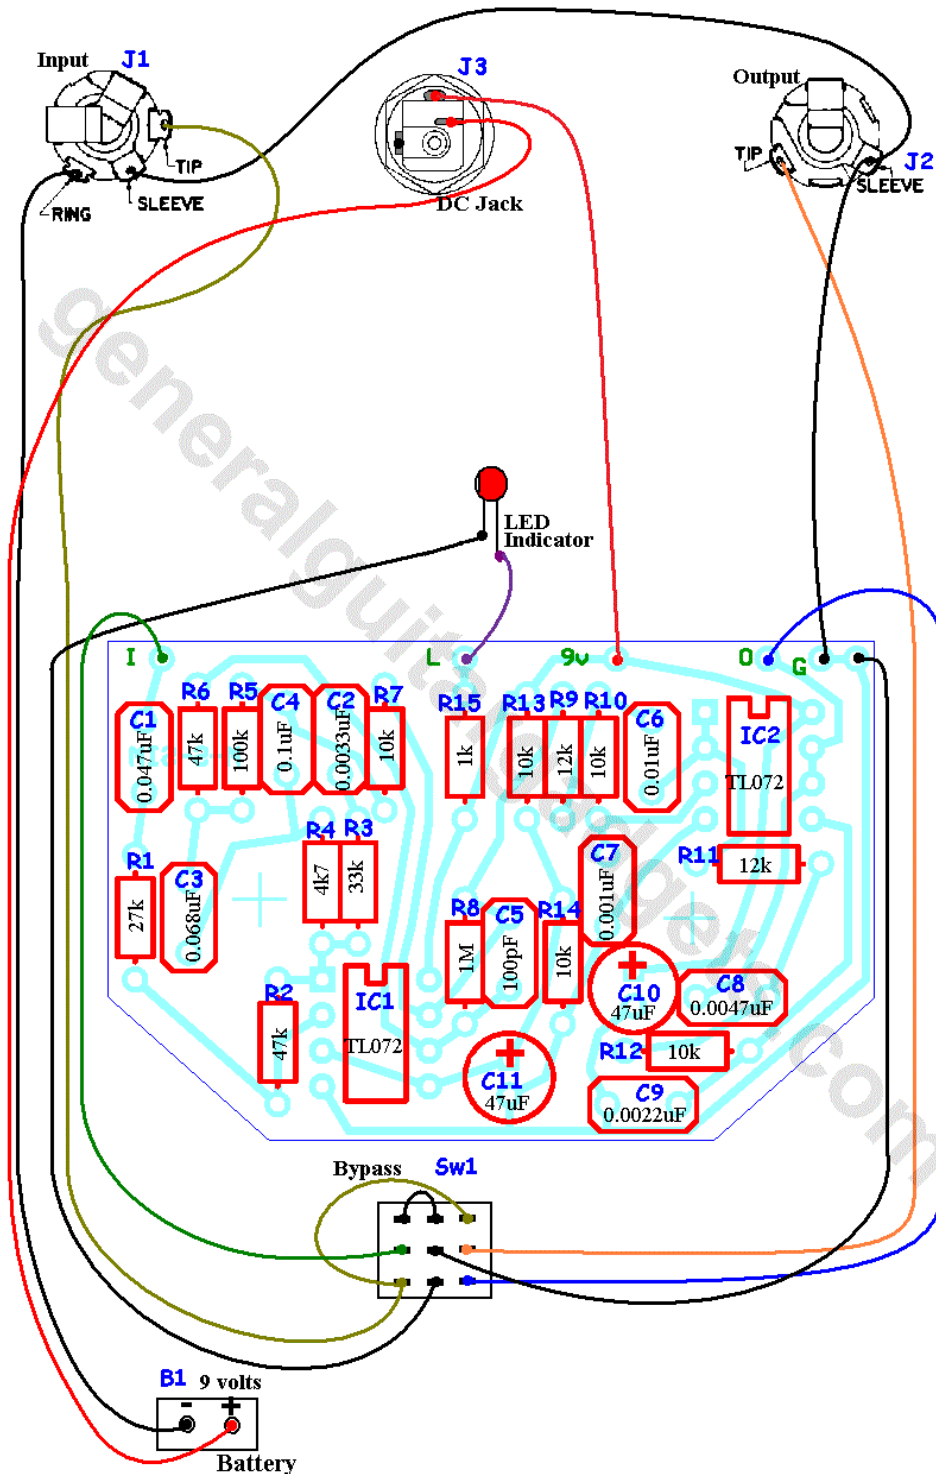 Input
J1
J3
Output
TIP
SLEEVE
RING
DC Jack
TIP
J2
SLEEVE
generalguitargadgets.com
LED
Indicator
I
L
9v
O
G
R6
47k
R5
100k
C4
0.1uF
C2
0.0033uF
R7
10k
C1
0.047uF
R15
1k
R13
10k
R9
12k
R10
10k
C6
0.01uF
IC2
TL072
R4
4k7
R3
33k
R1
27k
C3
0.068uF
C7
0.001uF
R11
12k
R8
1M
C5
100pF
R14
10k
R2
47k
IC1
TL072
+
C10
47uF
C8
0.0047uF
R12
10k
+
C11
47uF
C9
0.0022uF
Bypass
Sw1
B1
9 volts
- +
Battery